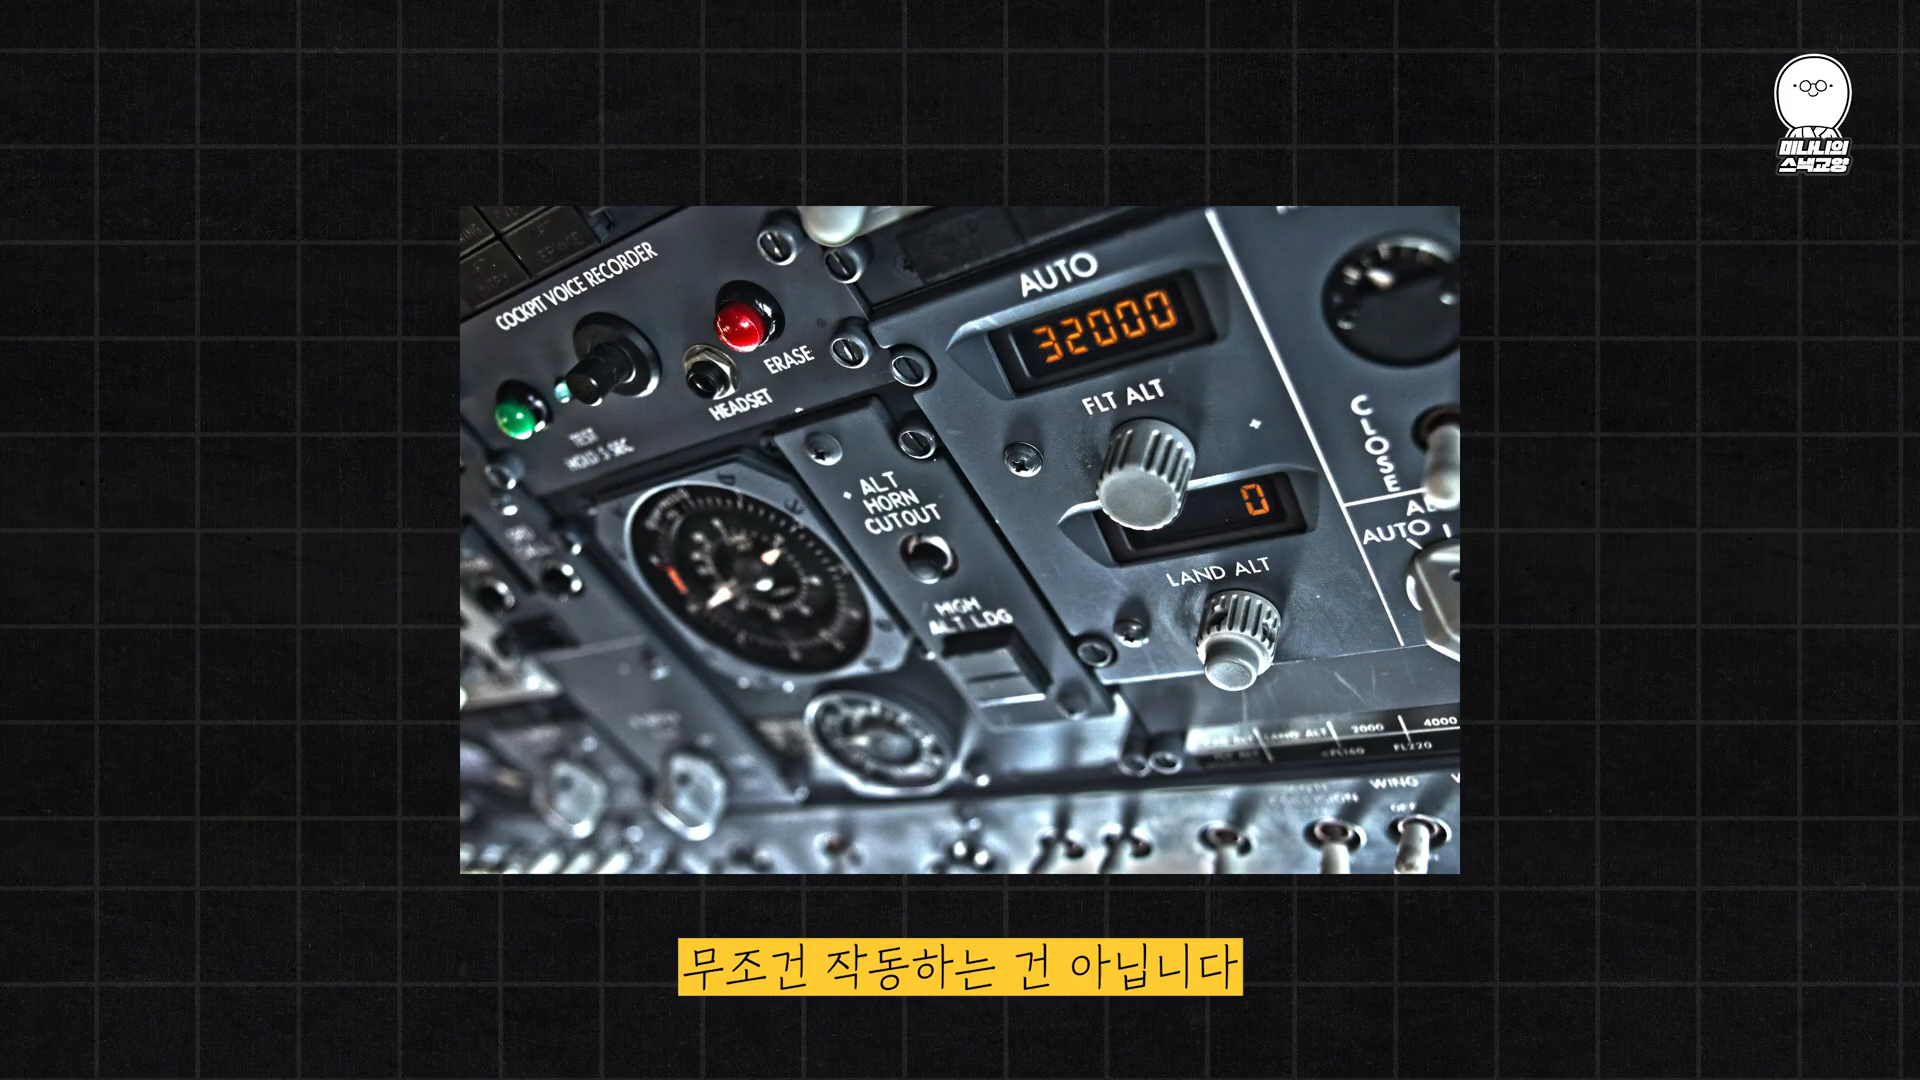 미나니의
스낵교양
COCKPIT VOICE RECORDER
ERASE
HEADSET
TEST
HOLD 5 SEC
AUTO
32000
FLT ALT
0
LAND ALT
ALT
HORN
CUTOUT
HIGH
ALT LDG
CLOSE
AUTO
2000
4000
FL220
WING
OFF
무조건 작동하는 건 아닙니다